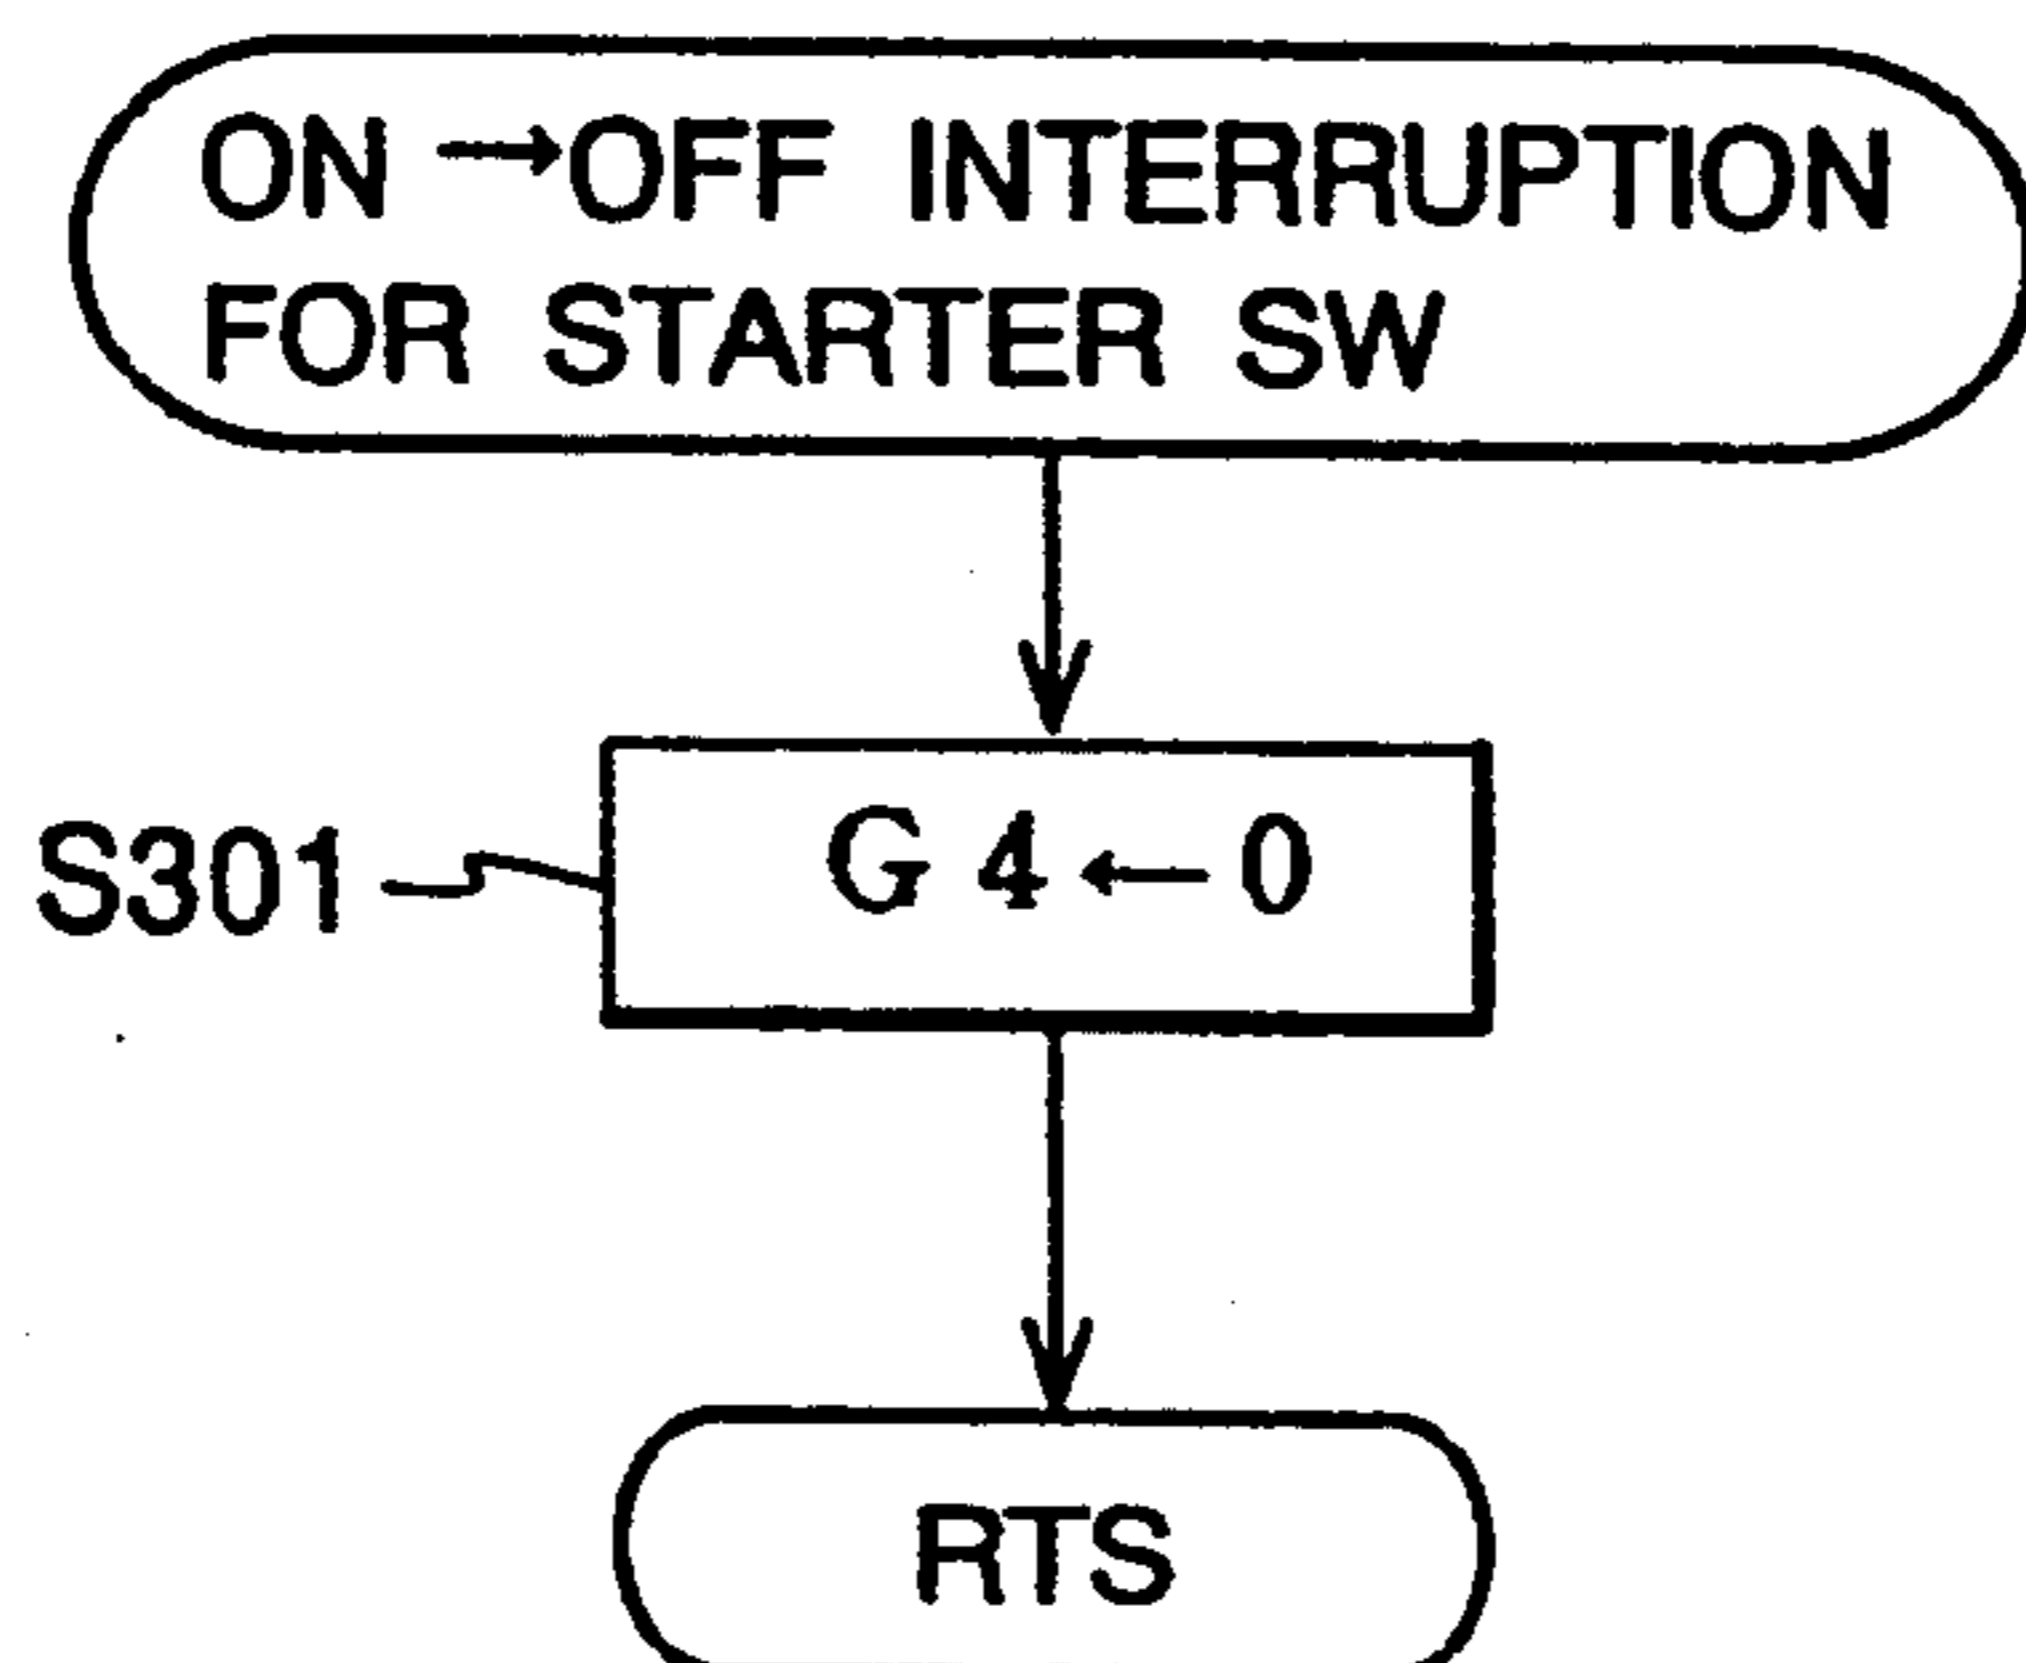 ON →OFF INTERRUPTION
FOR STARTER SW
S301
G 4 ← 0
RTS